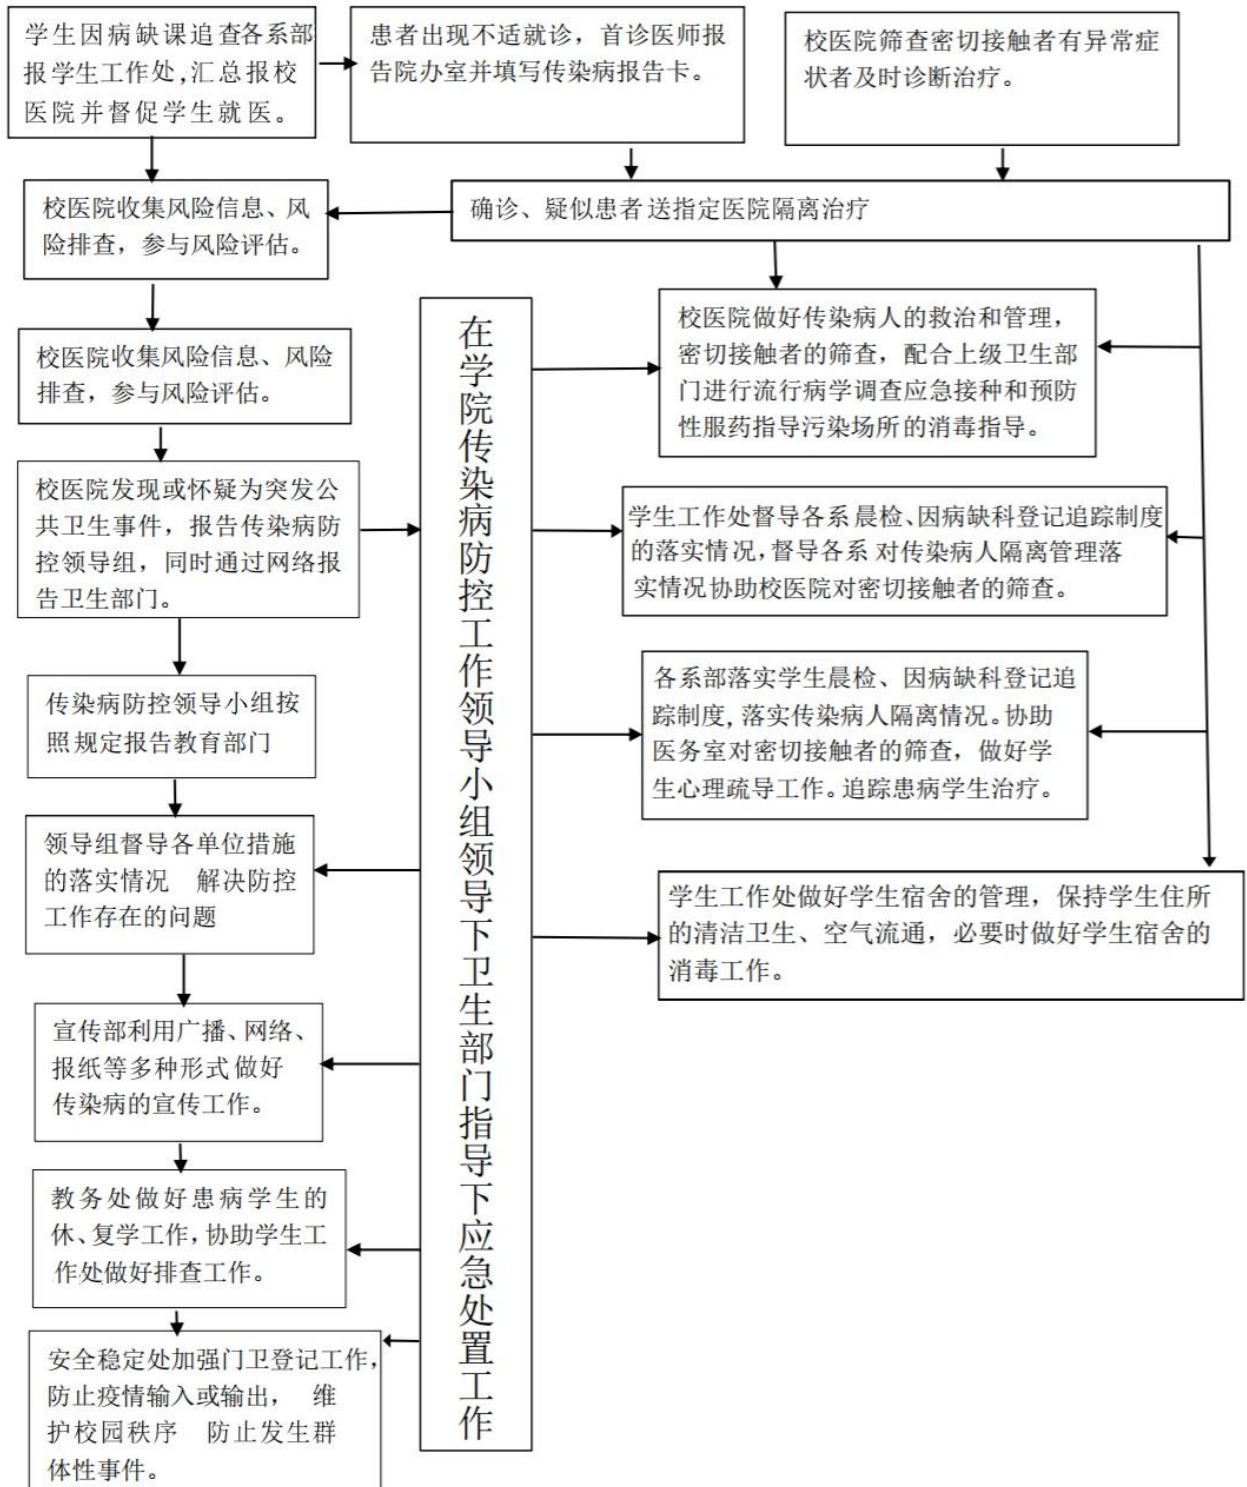 学生因病缺课追查各系部
报学生工作处,汇总报校
医院并督促学生就医。
患者出现不适就诊，首诊医师报
告院办室并填写传染病报告卡。
校医院筛查密切接触者有异常症
状者及时诊断治疗。
校医院收集风险信息、风
险排查，参与风险评估。
确诊、疑似患者送指定医院隔离治疗
校医院收集风险信息、风险
排查，参与风险评估。
校医院发现或怀疑为突发公
共卫生事件，报告传染病防
控领导组，同时通过网络报
告卫生部门。
传染病防控领导小组按
照规定报告教育部门
领导组督导各单位措施
的落实情况 解决防控
工作存在的问题
宣传部利用广播、网络、
报纸等多种形式做好
传染病的宣传工作。
教务处做好患病学生的
休、复学工作,协助学生工
作处做好排查工作。
安全稳定处加强门卫登记工作,
防止疫情输入或输出， 维
护校园秩序 防止发生群
体性事件。
在学院传染病防控工作领导小组领导下卫生部门指导下应急处置工作
校医院做好传染病人的救治和管理，
密切接触者的筛查，配合上级卫生部
门进行流行病学调查应急接种和预防
性服药指导污染场所的消毒指导。
学生工作处督导各系晨检、因病缺科登记追踪制度
的落实情况,督导各系对传染病人隔离管理落
实情况协助校医院对密切接触者的筛查。
各系部落实学生晨检、因病缺科登记追
踪制度,落实传染病人隔离情况。协助
医务室对密切接触者的筛查，做好学
生心理疏导工作。追踪患病学生治疗。
学生工作处做好学生宿舍的管理，保持学生住所
的清洁卫生、空气流通，必要时做好学生宿舍的
消毒工作。